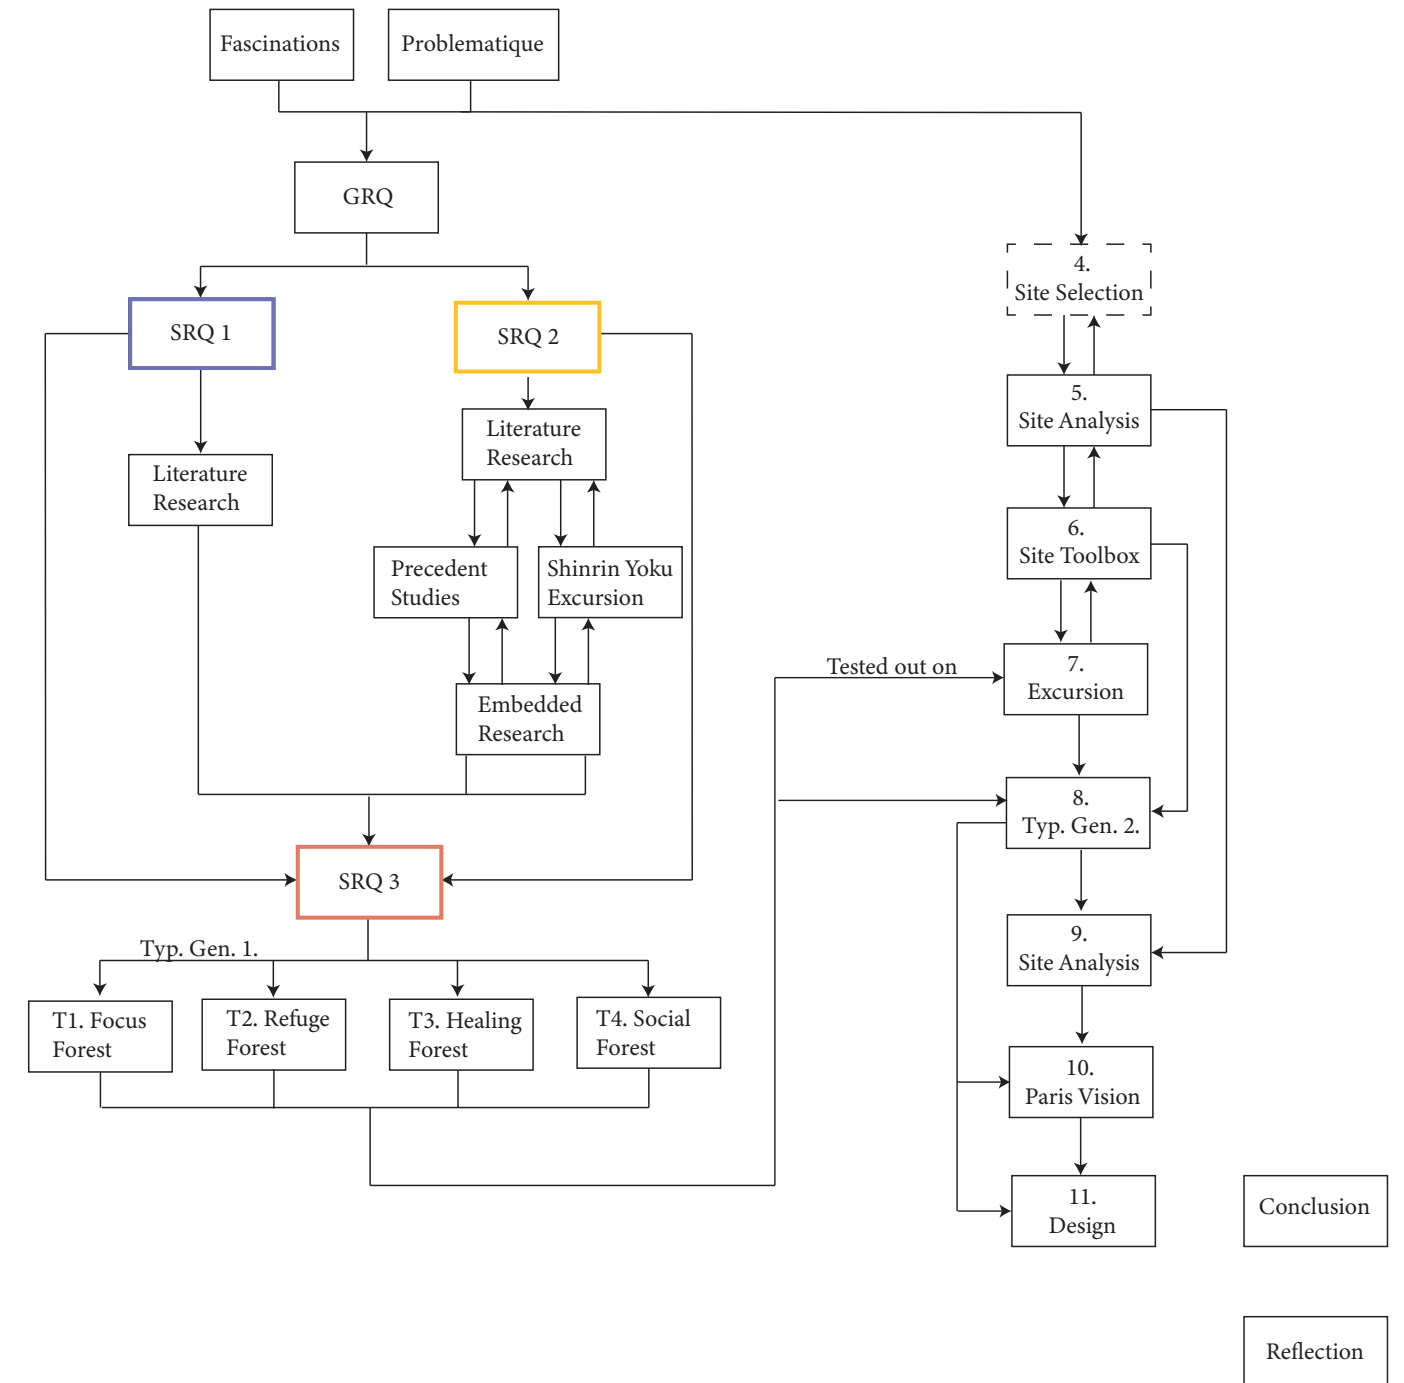 Fascinations
Problematique
GRQ
SRQ 1
SRQ 2
Literature
Research
Literature
Research
Precedent
Studies
Shinrin Yoku
Excursion
Embedded
Research
SRQ 3
Typ. Gen. 1.
T1. Focus
Forest
T2. Refuge
Forest
T3. Healing
Forest
T4. Social
Forest
4.
Site Selection
5.
Site Analysis
6.
Site Toolbox
Tested out on
7.
Excursion
8.
Typ. Gen. 2.
9.
Site Analysis
10.
Paris Vision
11.
Design
Conclusion
Reflection